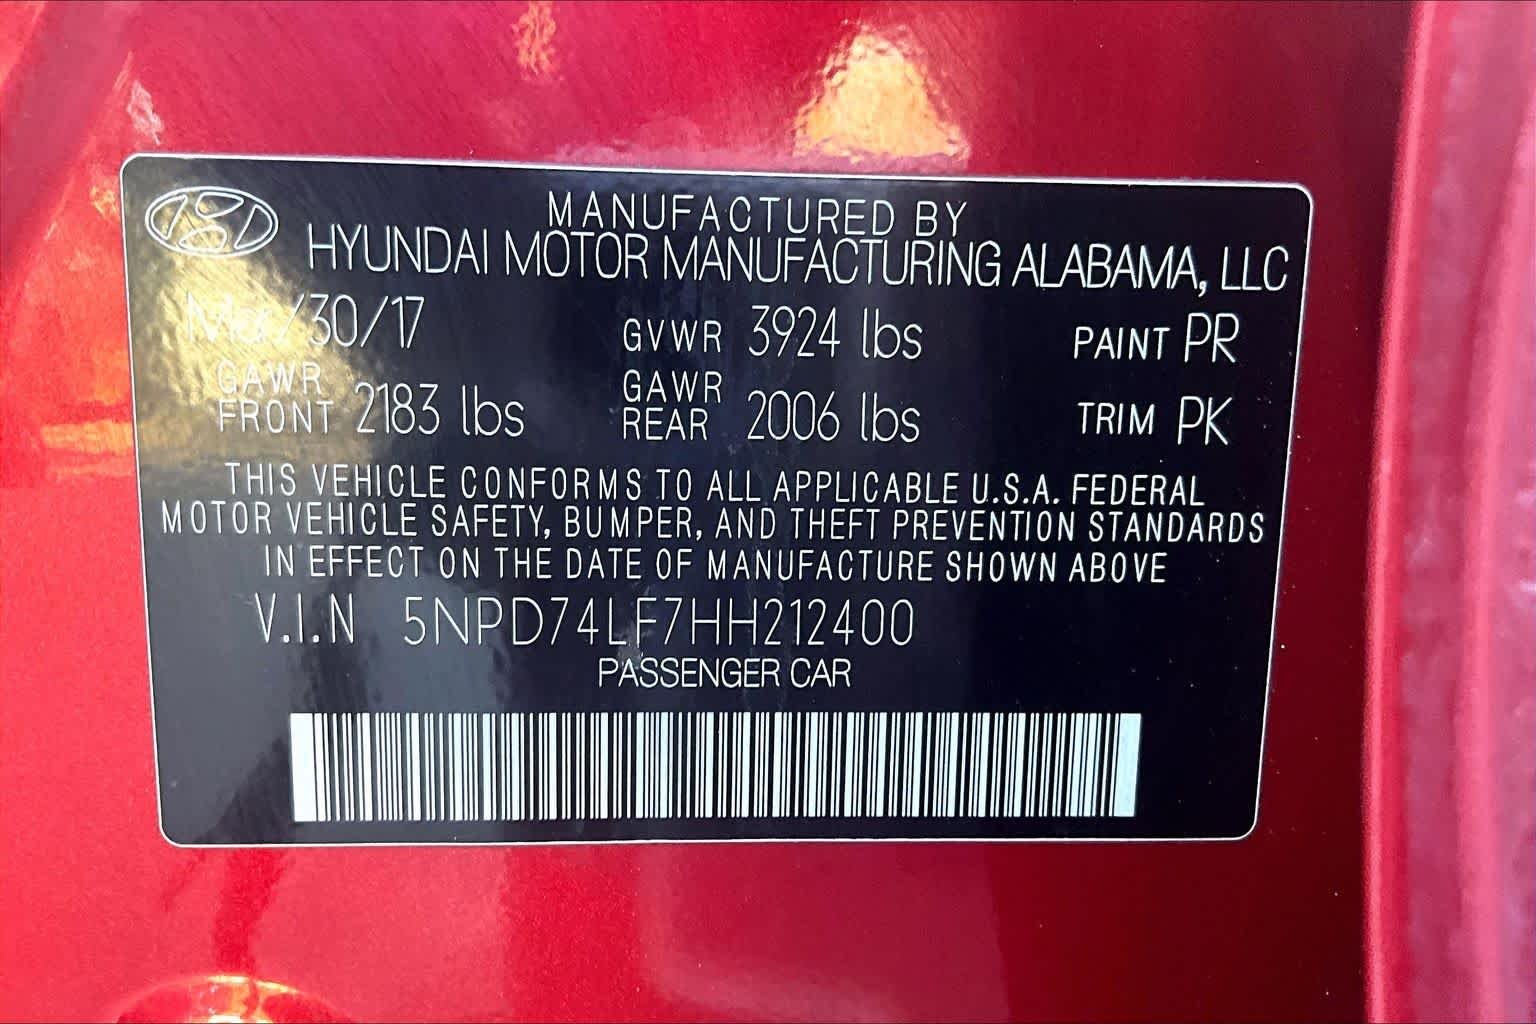 MANUFACTURED BY
HYUNDAI MOTOR MANUFACTURING ALABAMA, LLC
Mar/30/17 GVWR 3924 lbs PAINT PR
GAWR FRONT 2183 lbs GAWR REAR 2006 lbs TRIM PK
THIS VEHICLE CONFORMS TO ALL APPLICABLE U.S.A. FEDERAL
MOTOR VEHICLE SAFETY, BUMPER, AND THEFT PREVENTION STANDARDS
IN EFFECT ON THE DATE OF MANUFACTURE SHOWN ABOVE
V.I.N 5NPD74LF7HH212400
PASSENGER CAR